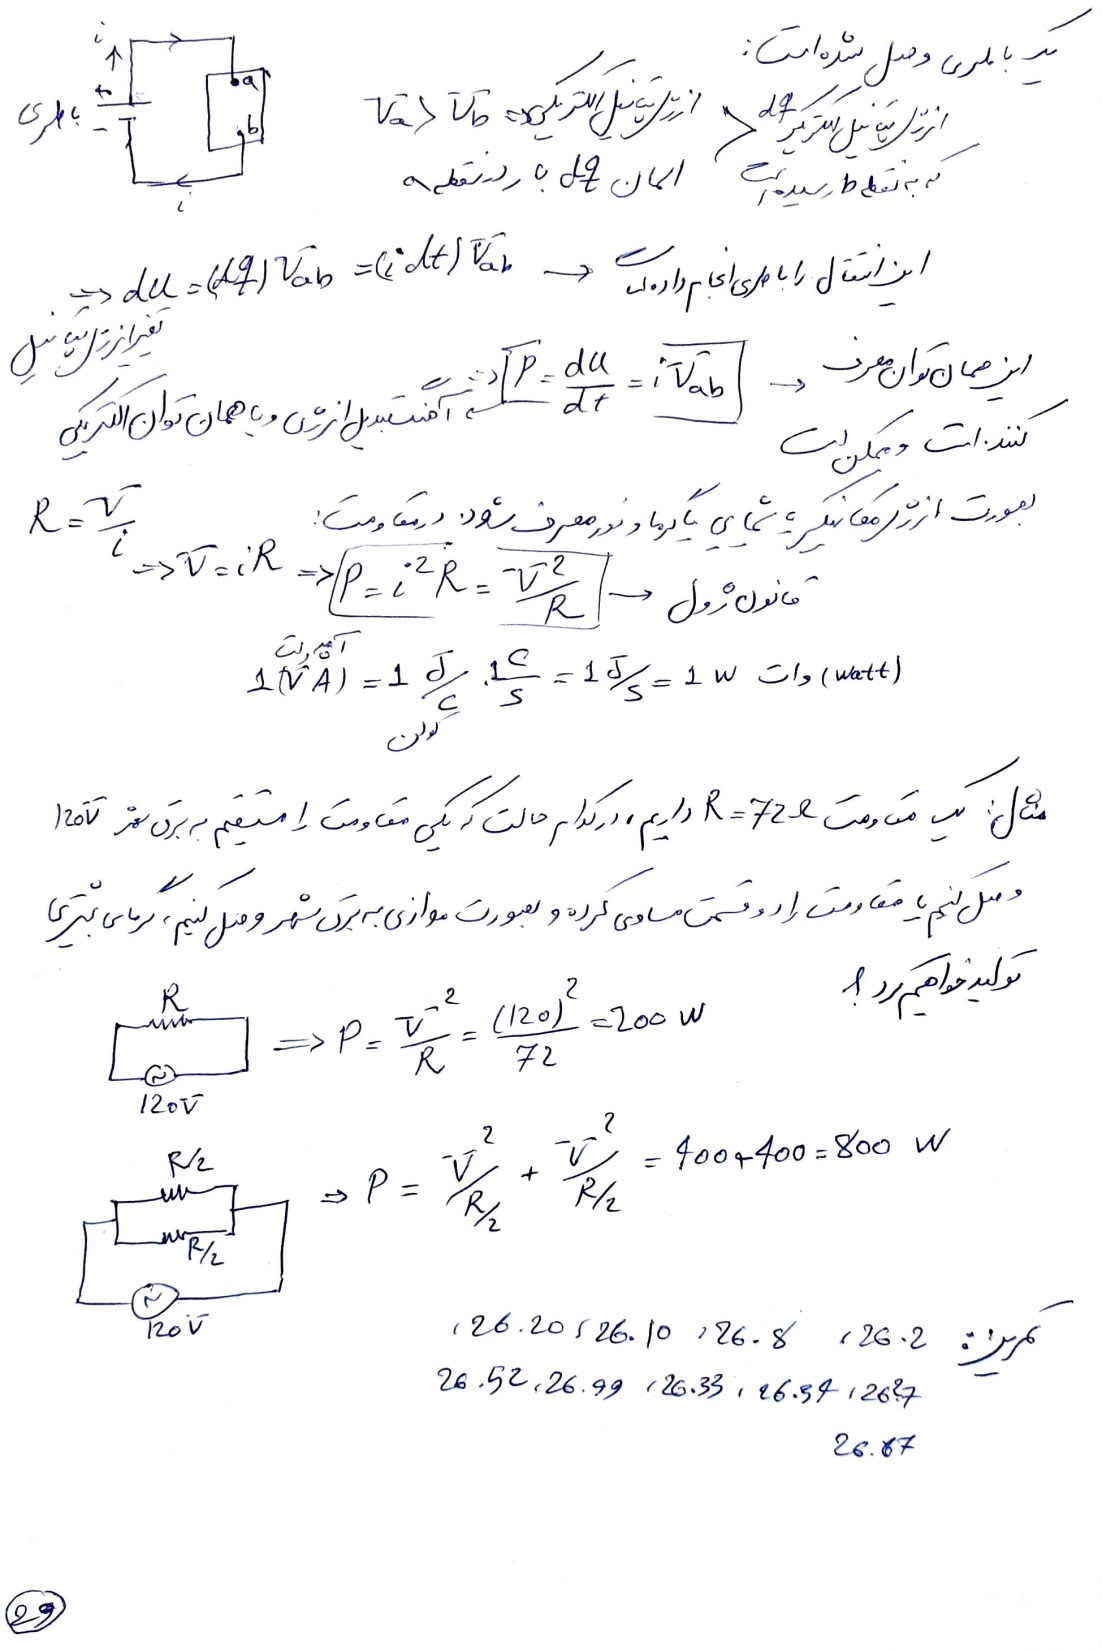 یک باطری وصل شده است:
i
باطری
+
-
a
b
i
Va > Vb ⇒ انرژی پتانسیل الکتریکی > انرژی پتانسیل الکتریکی dq
المان dq بار در نقطه a که به نقطه b رسیده است
⇒ du = (dq) Vab = (i dt) Vab → این انتقال را باطری انجام داده است
تغییر انرژی پتانسیل
⇒ P = du/dt = i Vab → این همان توان مصرف
آهنگ تبدیل انرژی و یا همان توان الکتریکی
کننده است و ممکن است
بصورت انرژی مکانیکی یا شیمیایی یا گرما و نور مصرف شود. در مقاومت:
R = V/i ⇒ V = iR ⇒ P = i²R = V²/R → قانون ژول
آمپر ولت
1(VA) = 1 J/C . 1 C/S = 1 J/S = 1 W وات (watt)
کولن
مثال: یک مقاومت R=72Ω داریم، در کدام حالت که یکی مقاومت را مستقیم به برق شهر 120V
وصل کنیم یا مقاومت را دو قسمت مساوی کرده و بصورت موازی به برق شهر وصل کنیم، گرمای بیشتری
تولید خواهیم کرد؟
R
⇒ P = V²/R = (120)²/72 = 200 W
120V
R/2
R/2
⇒ P = V²/R/2 + V²/R/2 = 400+400 = 800 W
120V
تمرین: 26.2، 26.8، 26.10، 26.20،
26.34، 26.33، 26.49، 26.52
26.67
29